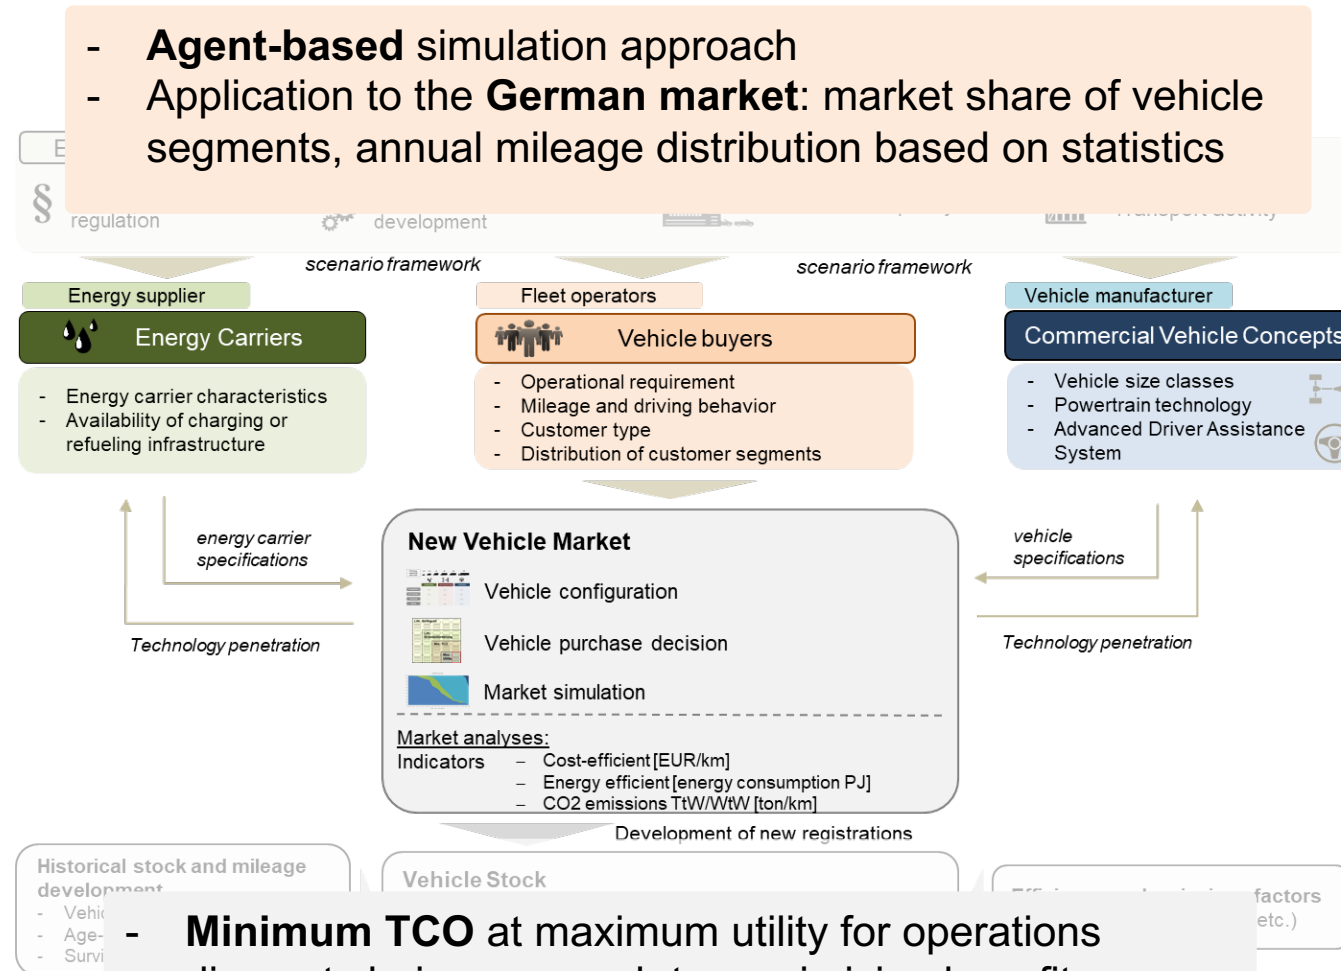 - Agent-based simulation approach
- Application to the German market: market share of vehicle
segments, annual mileage distribution based on statistics
§
regulation
development
Transport activity
scenario framework
scenario framework
Energy supplier
Fleet operators
Vehicle manufacturer
Energy Carriers
Vehicle buyers
Commercial Vehicle Concepts
- Energy carrier characteristics
- Availability of charging or
refueling infrastructure
- Operational requirement
- Mileage and driving behavior
- Customer type
- Distribution of customer segments
- Vehicle size classes
- Powertrain technology
- Advanced Driver Assistance
System
energy carrier
specifications
Technology penetration
New Vehicle Market
Vehicle configuration
Vehicle purchase decision
Market simulation
Market analyses:
Indicators – Cost-efficient [EUR/km]
– Energy efficient [energy consumption PJ]
– CO2 emissions TtW/WtW [ton/km]
vehicle
specifications
Technology penetration
Development of new registrations
Historical stock and mileage
development
-
- Age-
-
Vehicle Stock
factors
etc.)
- Minimum TCO at maximum utility for operations